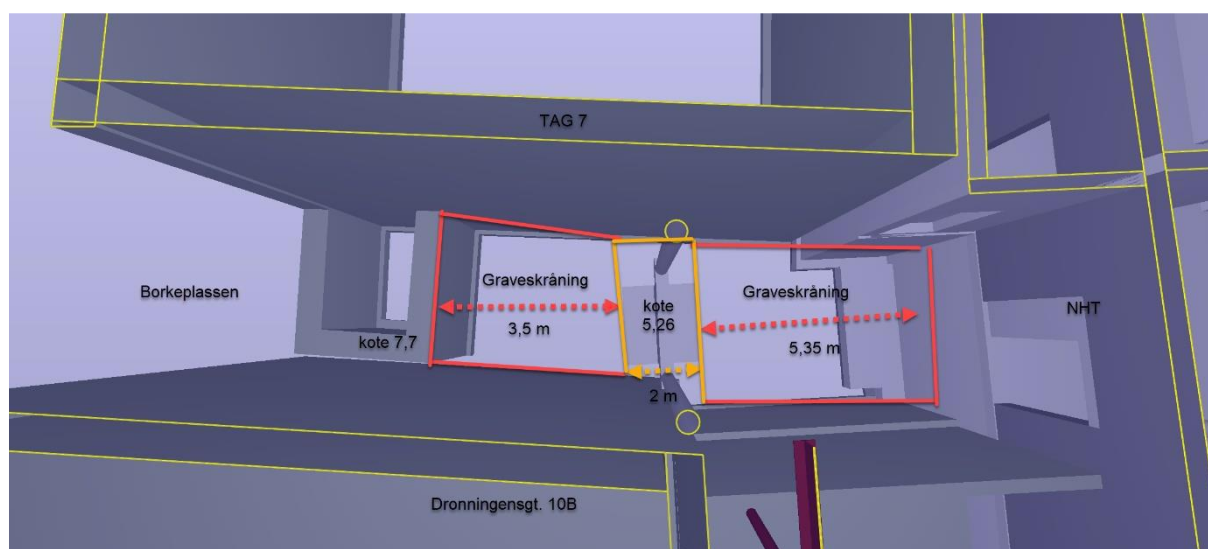 TAG 7
Graveskråning
Graveskråning
Borkeplassen
kote
5,26
NHT
3,5 m
kote 7,7
5,35 m
2 m
Dronningensgt. 10B